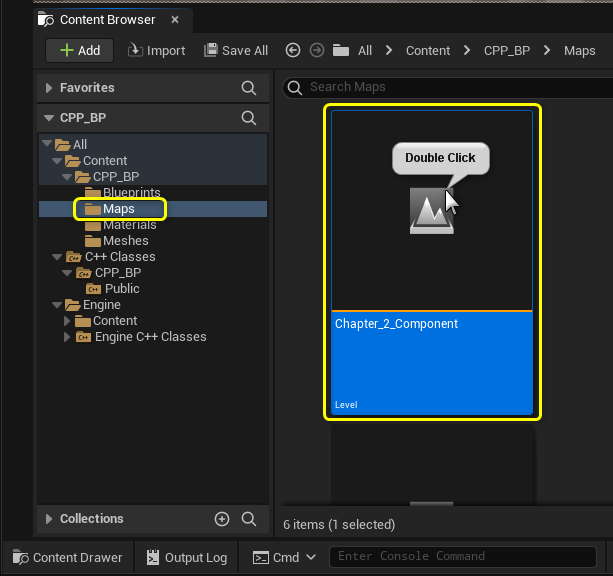 Content Browser
Add Import Save All All Content CPP_BP Maps
Favorites
Search Maps
CPP_BP
All
Content
CPP_BP
Blueprints
Maps
Materials
Meshes
C++ Classes
CPP_BP
Public
Engine
Content
Engine C++ Classes
Double Click
Chapter_2_Component
Level
Collections
6 items (1 selected)
Content Drawer Output Log Cmd Enter Console Command